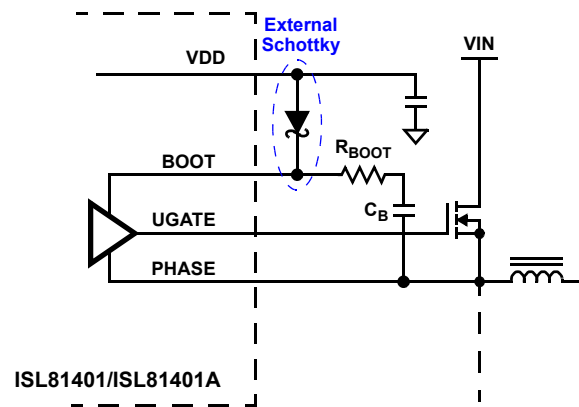 External
Schottky
VDD
VIN
BOOT
RBOOT
CB
UGATE
PHASE
ISL81401/ISL81401A